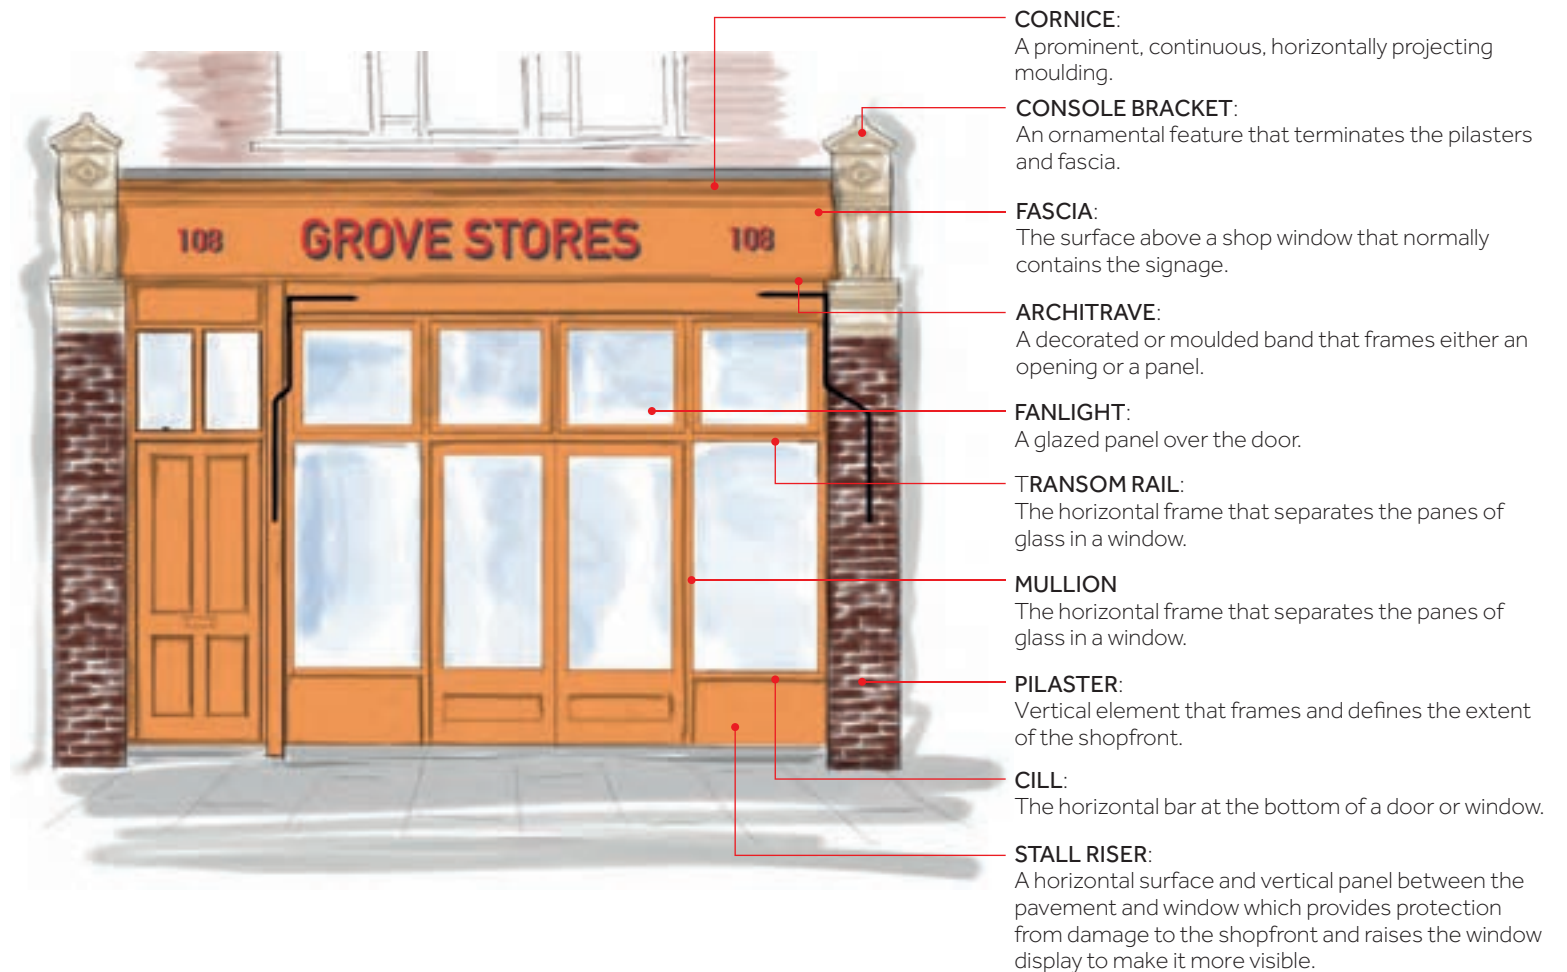 CORNICE:
A prominent, continuous, horizontally projecting
moulding.
CONSOLE BRACKET:
An ornamental feature that terminates the pilasters
and fascia.
FASCIA:
The surface above a shop window that normally
contains the signage.
ARCHITRAVE:
A decorated or moulded band that frames either an
opening or a panel.
FANLIGHT:
A glazed panel over the door.
TRANSOM RAIL:
The horizontal frame that separates the panes of
glass in a window.
MULLION
The horizontal frame that separates the panes of
glass in a window.
PILASTER:
Vertical element that frames and defines the extent
of the shopfront.
CILL:
The horizontal bar at the bottom of a door or window.
STALL RISER:
A horizontal surface and vertical panel between the
pavement and window which provides protection
from damage to the shopfront and raises the window
display to make it more visible.
108 GROVE STORES 108